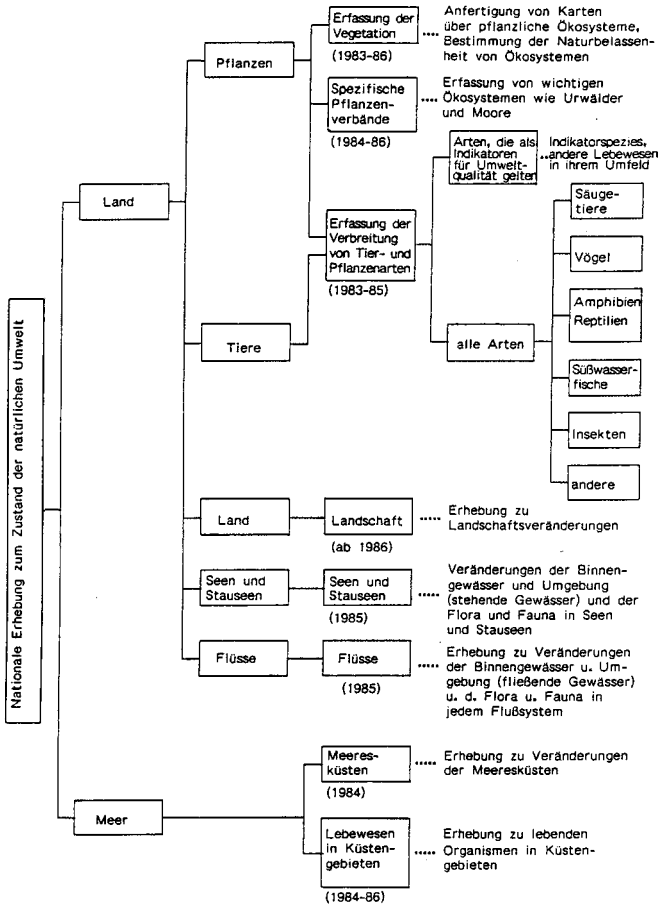 Nationale Erhebung zum Zustand der natürlichen Umwelt
Land
Pflanzen
Erfassung der
Vegetation
(1983-86)
..... Anfertigung von Karten
über pflanzliche Ökosysteme,
Bestimmung der Naturbelassen-
heit von Ökosystemen
Spezifische
Pflanzen-
verbände
(1984-86)
.... Erfassung von wichtigen
Ökosystemen wie Urwälder
und Moore
Erfassung der
Verbreitung
von Tier- und
Pflanzenarten
(1983-85)
Arten, die als
Indikatoren
für Umwelt-
qualität gelten
..Indikatorspezies,
andere Lebewesen
in ihrem Umfeld
Tiere
alle Arten
Säuge-
tiere
Vögel
Amphibien
Reptilien
Süßwasser-
fische
Insekten
andere
Land
Landschaft
(ab 1986)
..... Erhebung zu
Landschaftsveränderungen
Seen und
Stauseen
Seen und
Stauseen
(1985)
..... Veränderungen der Binnen-
gewässer und Umgebung
(stehende Gewässer) und der
Flora und Fauna in Seen
und Stauseen
Flüsse
Flüsse
(1985)
..... Erhebung zu Veränderungen
der Binnengewässer u. Um-
gebung (fließende Gewässer)
u. d. Flora u. Fauna in
jedem Flußsystem
Meer
Meeres-
küsten
(1984)
..... Erhebung zu Veränderungen
der Meeresküsten
Lebewesen
in Küsten-
gebieten
(1984-86)
..... Erhebung zu lebenden
Organismen in Küsten-
gebieten